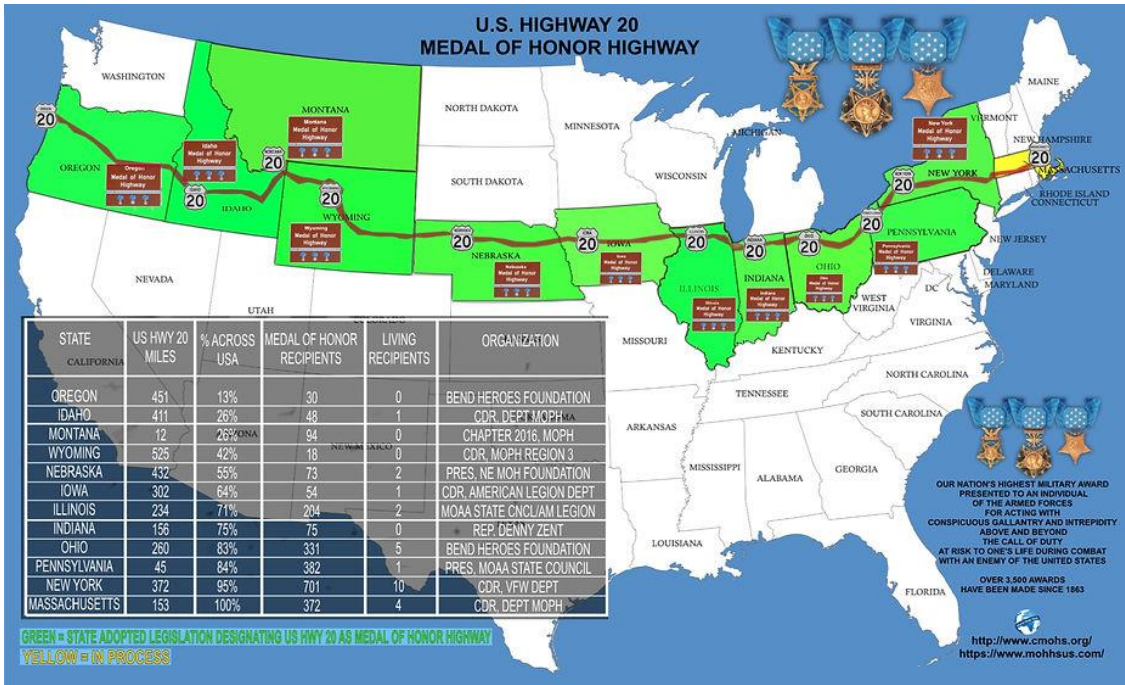 U.S. HIGHWAY 20
MEDAL OF HONOR HIGHWAY
WASHINGTON
MONTANA
NORTH DAKOTA
MINNESOTA
MICHIGAN
MAINE
VERMONT
NEW HAMPSHIRE
MASSACHUSETTS
RHODE ISLAND
CONNECTICUT
OREGON
20
Montana
Medal of Honor
Highway
Idaho
Medal of Honor
Highway
Oregon
Medal of Honor
Highway
OREGON
IDAHO
20
IDAHO
MONTANA
20
20
WYOMING
Wyoming
Medal of Honor
Highway
SOUTH DAKOTA
WISCONSIN
New York
Medal of Honor
Highway
NEW YORK
20
NEW YORK
20
NEBRASKA
20
NEBRASKA
Nebraska
Medal of Honor
Highway
IOWA
20
IOWA
Iowa
Medal of Honor
Highway
ILLINOIS
20
ILLINOIS
Illinois
Medal of Honor
Highway
INDIANA
20
INDIANA
Indiana
Medal of Honor
Highway
OHIO
20
OHIO
Ohio
Medal of Honor
Highway
20
PENNSYLVANIA
Pennsylvania
Medal of Honor
Highway
NEW JERSEY
DELAWARE
MARYLAND
DC
WEST
VIRGINIA
VIRGINIA
NEVADA
UTAH
COLORADO
CALIFORNIA
MISSOURI
KENTUCKY
NORTH CAROLINA
TENNESSEE
SOUTH CAROLINA
ARKANSAS
MISSISSIPPI
ALABAMA
GEORGIA
LOUISIANA
FLORIDA
NEW MEXICO
STATE US HWY 20 MILES % ACROSS USA MEDAL OF HONOR RECIPIENTS LIVING RECIPIENTS ORGANIZATION
OREGON 451 13% 30 0 BEND HEROES FOUNDATION
IDAHO 411 26% 48 1 CDR, DEPT MOPH
MONTANA 12 26% 94 0 CHAPTER 2016, MOPH
WYOMING 525 42% 18 0 CDR, MOPH REGION 3
NEBRASKA 432 55% 73 2 PRES, NE MOH FOUNDATION
IOWA 302 64% 54 1 CDR, AMERICAN LEGION DEPT
ILLINOIS 234 71% 204 2 MOAA STATE CNCL/AM LEGION
INDIANA 156 75% 75 0 REP. DENNY ZENT
OHIO 260 83% 331 5 BEND HEROES FOUNDATION
PENNSYLVANIA 45 84% 382 1 PRES, MOAA STATE COUNCIL
NEW YORK 372 95% 701 10 CDR, VFW DEPT
MASSACHUSETTS 153 100% 372 4 CDR, DEPT MOPH
GREEN = STATE ADOPTED LEGISLATION DESIGNATING US HWY 20 AS MEDAL OF HONOR HIGHWAY
YELLOW = IN PROCESS
OUR NATION'S HIGHEST MILITARY AWARD
PRESENTED TO AN INDIVIDUAL
OF THE ARMED FORCES
FOR ACTING WITH
CONSPICUOUS GALLANTRY AND INTREPIDITY
ABOVE AND BEYOND
THE CALL OF DUTY
AT RISK TO ONE'S LIFE DURING COMBAT
WITH AN ENEMY OF THE UNITED STATES
OVER 3,500 AWARDS
HAVE BEEN MADE SINCE 1863
http://www.cmohs.org/
https://www.mohhsus.com/